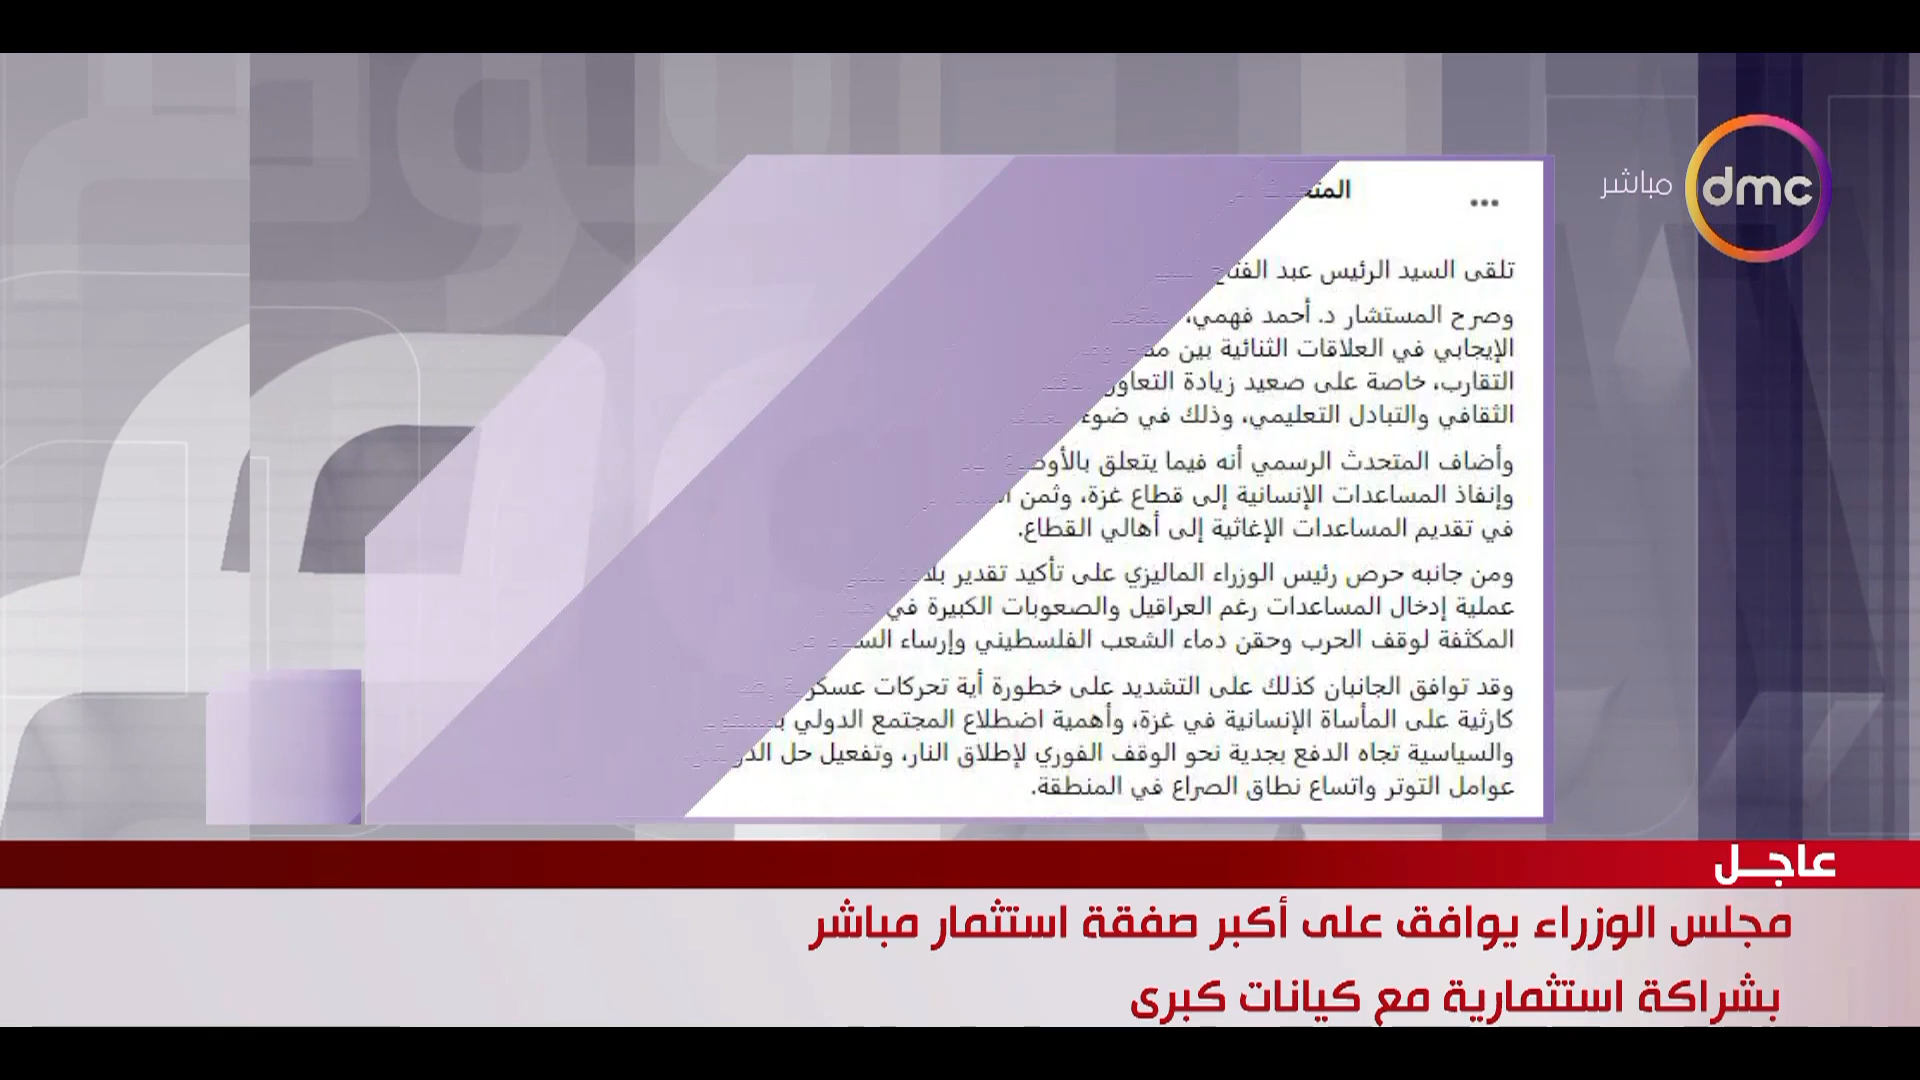 dmc
مباشر
...
تلقى السيد الرئيس عبد الفتاح
وصرح المستشار د. أحمد فهمي،
الإيجابي في العلاقات الثنائية بين
التقارب، خاصة على صعيد زيادة التعاون
الثقافي والتبادل التعليمي، وذلك في ضوء
وأضاف المتحدث الرسمي أنه فيما يتعلق
وإنفاذ المساعدات الإنسانية إلى قطاع غزة، وثمن
في تقديم المساعدات الإغاثية إلى أهالي القطاع.
ومن جانبه حرص رئيس الوزراء الماليزي على تأكيد تقدير
عملية إدخال المساعدات رغم العراقيل والصعوبات الكبيرة في
المكثفة لوقف الحرب وحقن دماء الشعب الفلسطيني وإرساء
وقد توافق الجانبان كذلك على التشديد على خطورة أية تحركات
كارثية على المأساة الإنسانية في غزة، وأهمية اضطلاع المجتمع الدولي
والسياسية تجاه الدفع بجدية نحو الوقف الفوري لإطلاق النار، وتفعيل حل
عوامل التوتر واتساع نطاق الصراع في المنطقة.
عاجـل
مجلس الوزراء يوافق على أكبر صفقة استثمار مباشر
بشراكة استثمارية مع كيانات كبرى